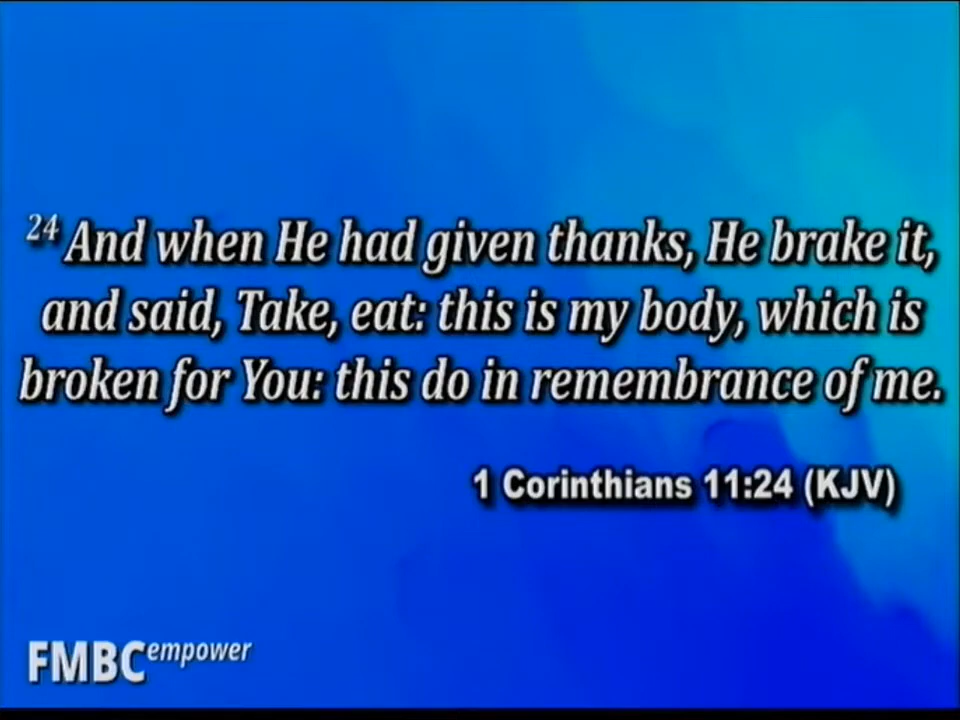 24 And when He had given thanks, He brake it,
and said, Take, eat: this is my body, which is
broken for You: this do in remembrance of me.
1 Corinthians 11:24 (KJV)
FMBC empower